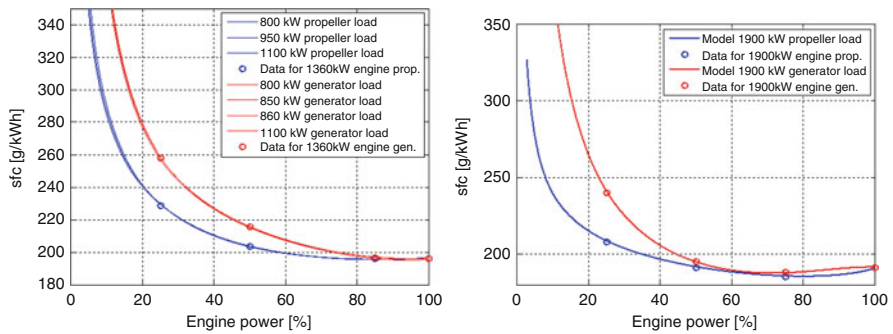 340
320
300
280
260
240
220
200
180
sfc [g/kWh]
800 kW propeller load
950 kW propeller load
1100 kW propeller load
Data for 1360kW engine prop.
800 kW generator load
850 kW generator load
860 kW generator load
1100 kW generator load
Data for 1360kW engine gen.
0 20 40 60 80 100
Engine power [%]
350
300
250
200
sfc [g/kWh]
Model 1900 kW propeller load
Data for 1900kW engine prop.
Model 1900 kW generator load
Data for 1900kW engine gen.
0 20 40 60 80 100
Engine power [%]